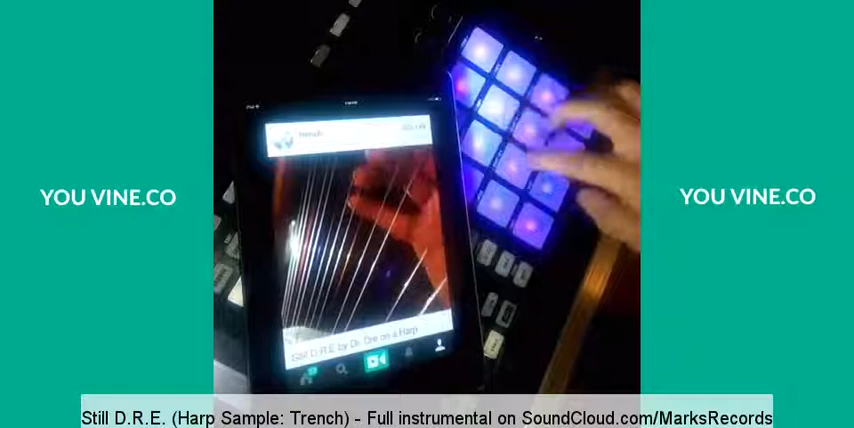 YOU VINE.CO
YOU VINE.CO
Trench
Still D.R.E by Dr. Dre on a Harp
Still D.R.E. (Harp Sample: Trench) - Full instrumental on SoundCloud.com/MarksRecords